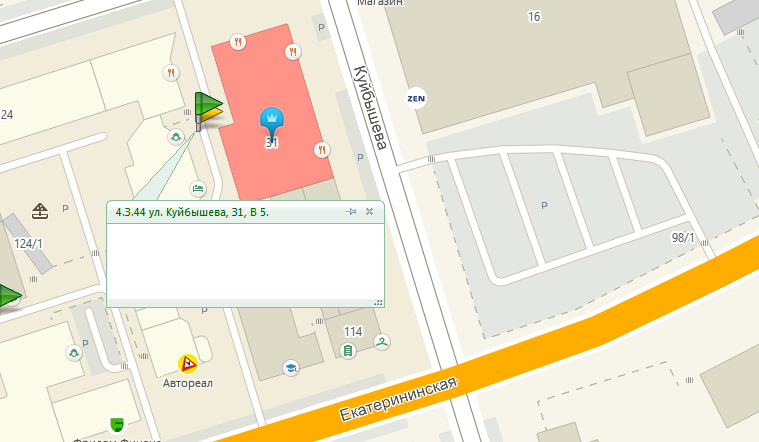 Магазин
16
P
Куйбышева
ZEN
24
31
P
P
P
4.3.44 ул. Куйбышева, 31, В 5.
124/1
98/1
P
P
114
Автореал
Екатерининская